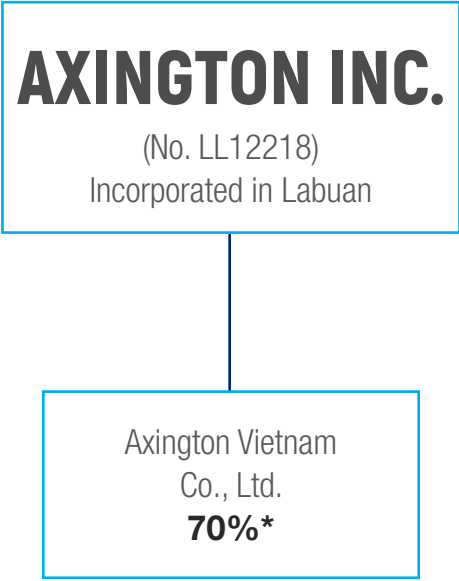 AXINGTON INC.
(No. LL12218)
Incorporated in Labuan
Axington Vietnam
Co., Ltd.
70%*